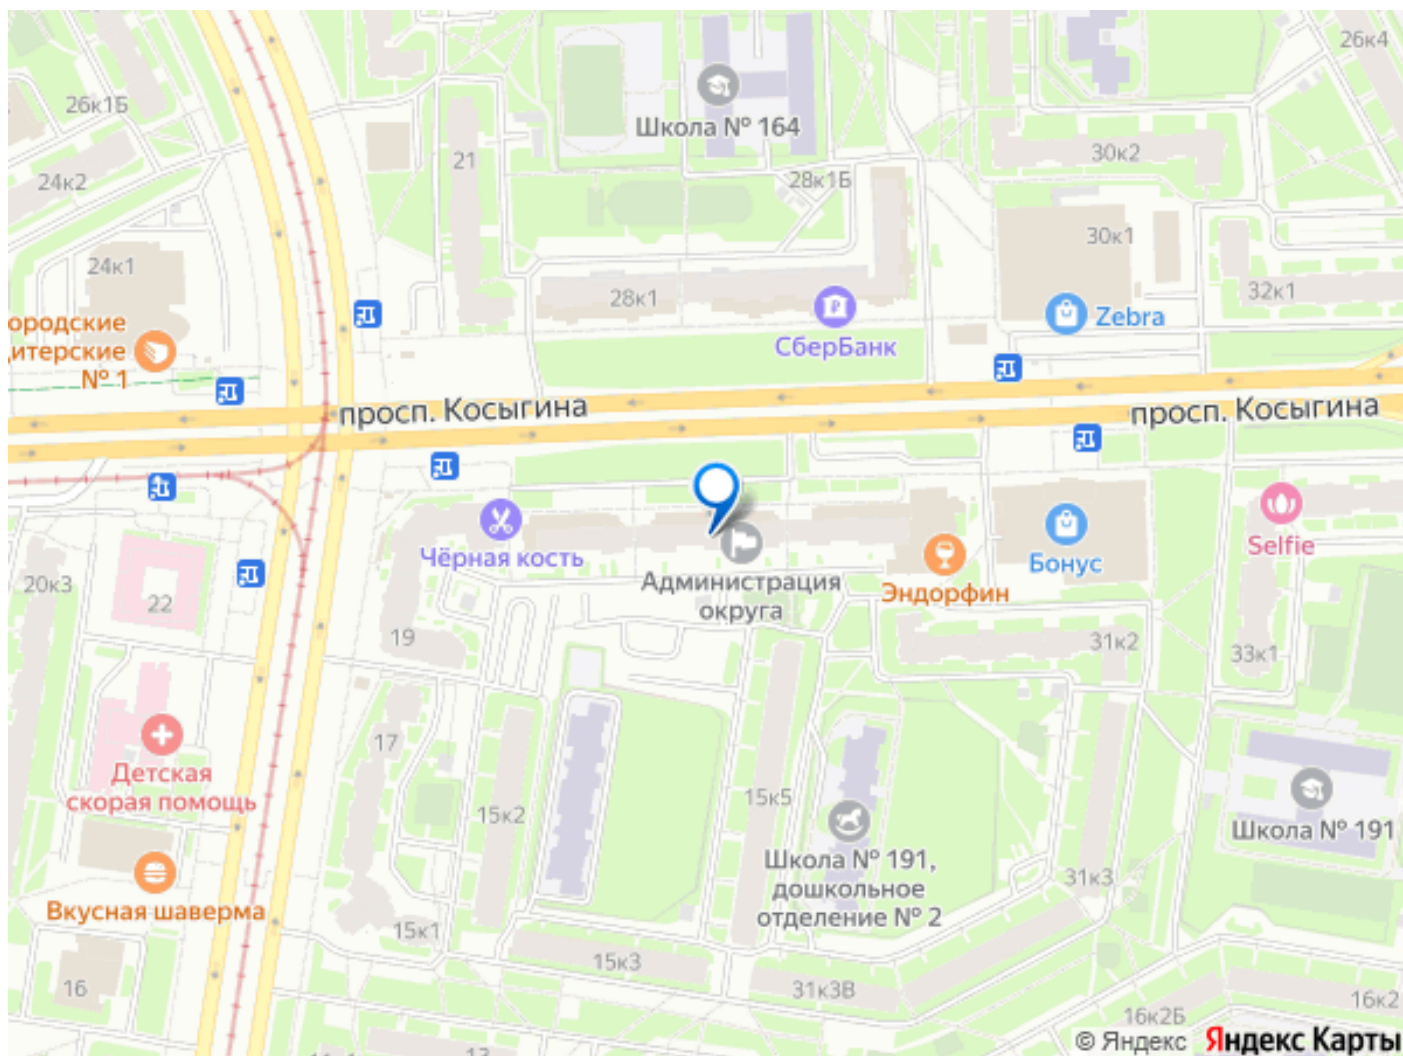 26к4
26к1Б
Школа № 164
21
30к2
24к2
28к1Б
30к1
24к1
28к1
32к1
Zebra
ородские
итерские
№ 1
СберБанк
просп. Косыгина
просп. Косыгина
Чёрная кость
Selfie
Бонус
Администрация
округа
Эндорфин
20к3
22
19
31к2
33к1
17
Детская
скорая помощь
15к2
15к5
Школа № 191
Школа № 191,
дошкольное
отделение № 2
31к3
Вкусная шаверма
15к1
15к3
16
31к3В
16к2
16к2Б
© Яндекс Яндекс Карты